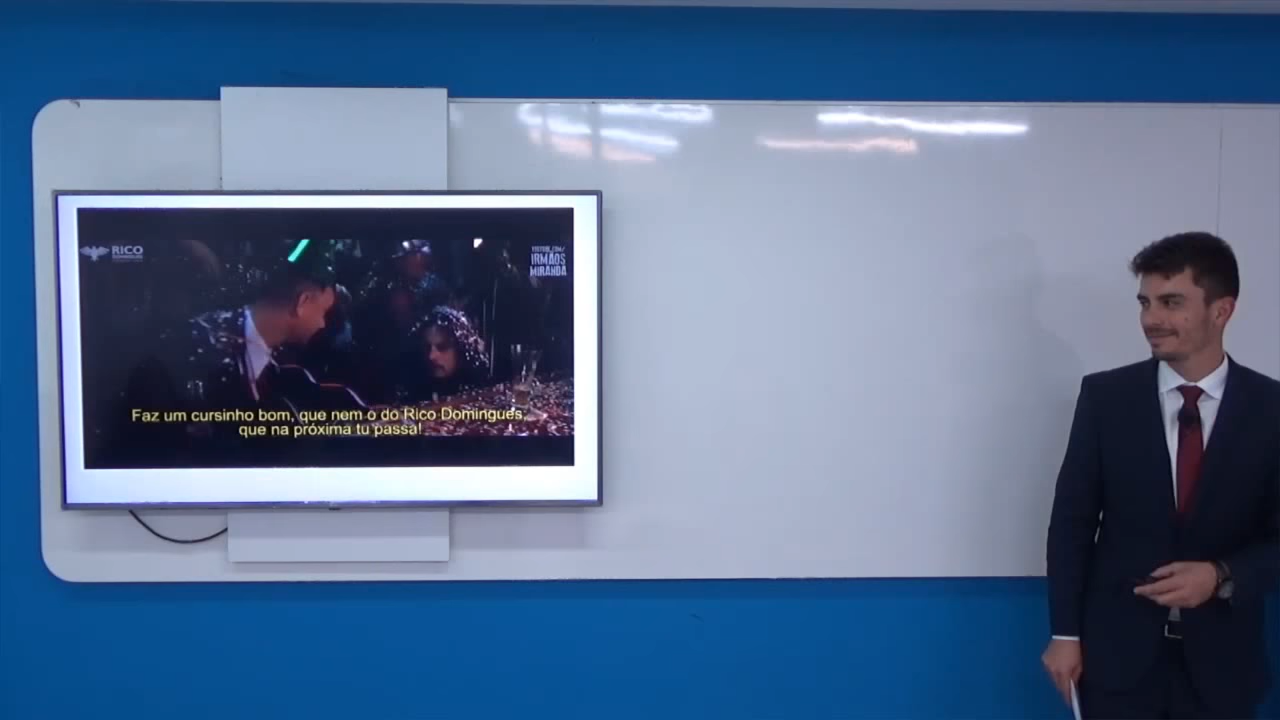 RICO
DOMINGUES
YOUTUBE.COM/
IRMÃOS
MIRANDA
Faz um cursinho bom, que nem o do Rico Domingues,
que na próxima tu passa!